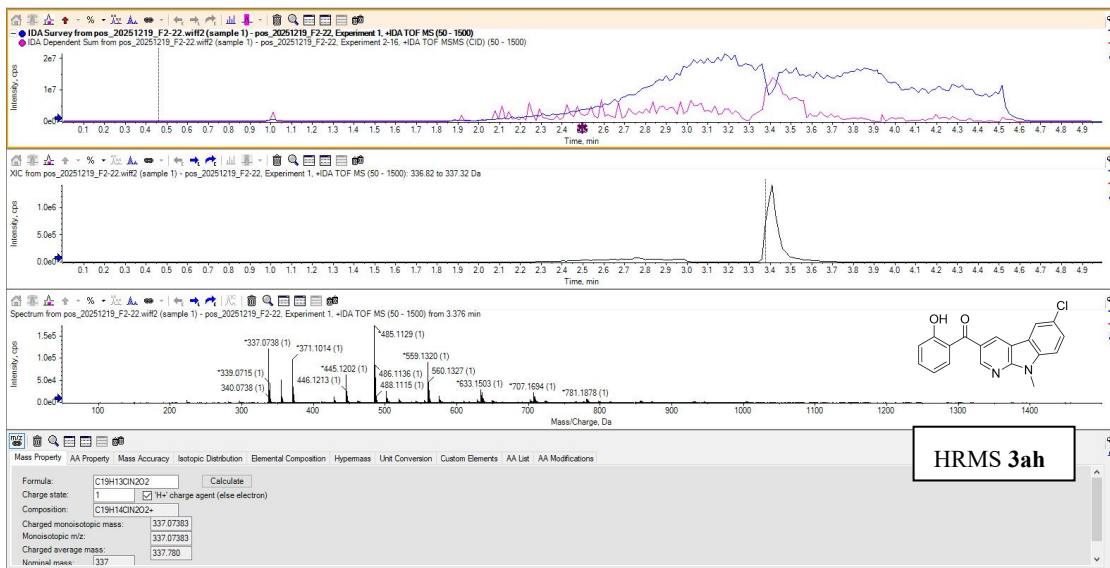 IDA Survey from pos_20251219_F2-22.wiff2 (sample 1) - pos_20251219_F2-22, Experiment 1, +IDA TOF MS (50 - 1500)
IDA Dependent Sum from pos_20251219_F2-22.wiff2 (sample 1) - pos_20251219_F2-22, Experiment 2-16, +IDA TOF MSMS (CID) (50 - 1500)
Intensity, cps
2e7
1e7
0e0
0.1 0.2 0.3 0.4 0.5 0.6 0.7 0.8 0.9 1.0 1.1 1.2 1.3 1.4 1.5 1.6 1.7 1.8 1.9 2.0 2.1 2.2 2.3 2.4 2.5 2.6 2.7 2.8 2.9 3.0 3.1 3.2 3.3 3.4 3.5 3.6 3.7 3.8 3.9 4.0 4.1 4.2 4.3 4.4 4.5 4.6 4.7 4.8 4.9
Time, min
XIC from pos_20251219_F2-22.wiff2 (sample 1) - pos_20251219_F2-22, Experiment 1, +IDA TOF MS (50 - 1500): 336.82 to 337.32 Da
Intensity, cps
1.0e6
5.0e5
0.0e0
0.1 0.2 0.3 0.4 0.5 0.6 0.7 0.8 0.9 1.0 1.1 1.2 1.3 1.4 1.5 1.6 1.7 1.8 1.9 2.0 2.1 2.2 2.3 2.4 2.5 2.6 2.7 2.8 2.9 3.0 3.1 3.2 3.3 3.4 3.5 3.6 3.7 3.8 3.9 4.0 4.1 4.2 4.3 4.4 4.5 4.6 4.7 4.8 4.9
Time, min
Spectrum from pos_20251219_F2-22.wiff2 (sample 1) - pos_20251219_F2-22, Experiment 1, +IDA TOF MS (50 - 1500) from 3.376 min
Intensity, cps
1.5e5
1.0e5
5.0e4
0.0e0
*485.1129 (1)
*337.0738 (1)
*371.1014 (1)
*559.1320 (1)
*339.0715 (1)
*445.1202 (1)
486.1136 (1)
560.1327 (1)
340.0738 (1)
446.1213 (1)
488.1115 (1)
*633.1503 (1)
*707.1694 (1)
*781.1878 (1)
100 200 300 400 500 600 700 800 900 1000 1100 1200 1300 1400
Mass/Charge, Da
OH
O
Cl
N
N
HRMS 3ah
Mass Property AA Property Mass Accuracy Isotopic Distribution Elemental Composition Hypermass Unit Conversion Custom Elements AA List AA Modifications
Formula: C19H13ClN2O2 Calculate
Charge state: 1 'H+' charge agent (else electron)
Composition: C19H14ClN2O2+
Charged monoisotopic mass: 337.07383
Monoisotopic m/z: 337.07383
Charged average mass: 337.780
Nominal mass: 337